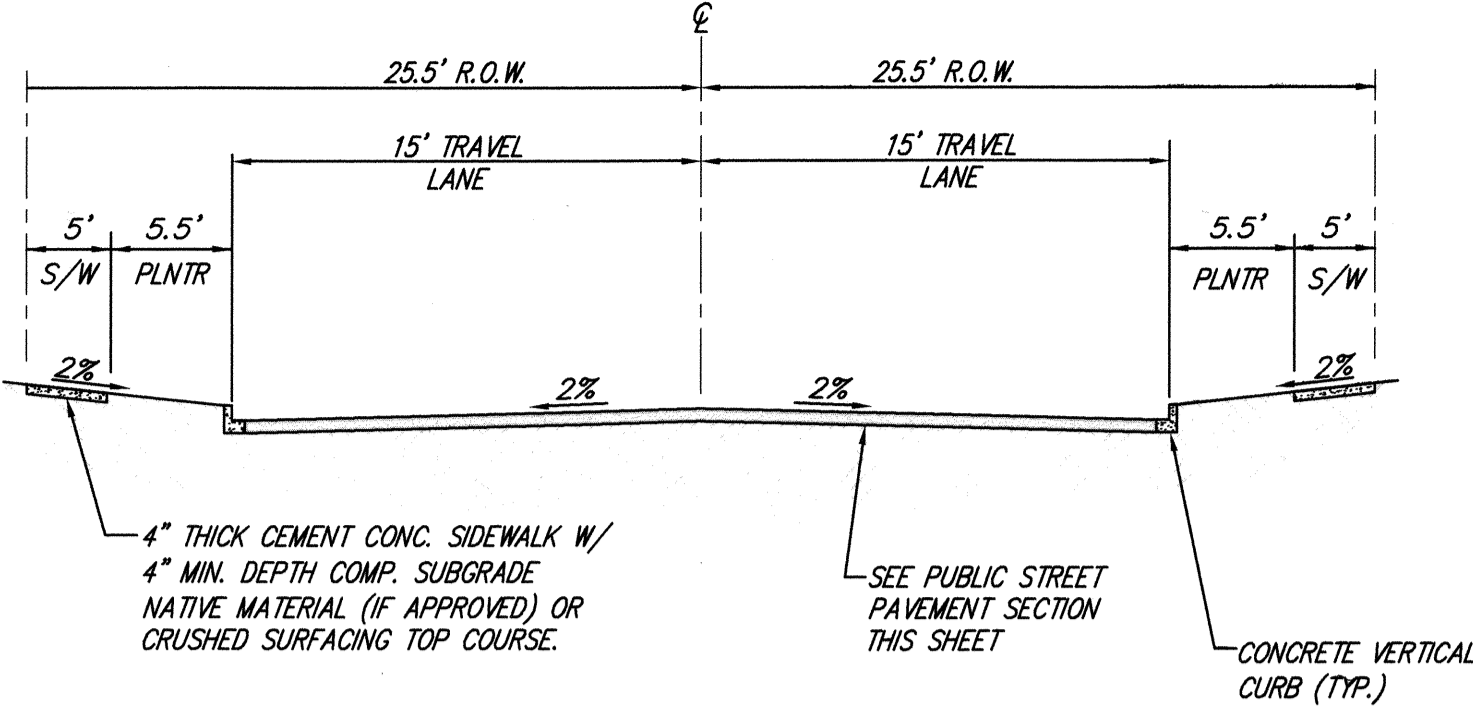 ℄
25.5' R.O.W. 25.5' R.O.W.
15' TRAVEL LANE 15' TRAVEL LANE
5' S/W 5.5' PLNTR 5.5' PLNTR 5' S/W
2% 2% 2% 2%
4" THICK CEMENT CONC. SIDEWALK W/
4" MIN. DEPTH COMP. SUBGRADE
NATIVE MATERIAL (IF APPROVED) OR
CRUSHED SURFACING TOP COURSE.
SEE PUBLIC STREET
PAVEMENT SECTION
THIS SHEET
CONCRETE VERTICAL
CURB (TYP.)